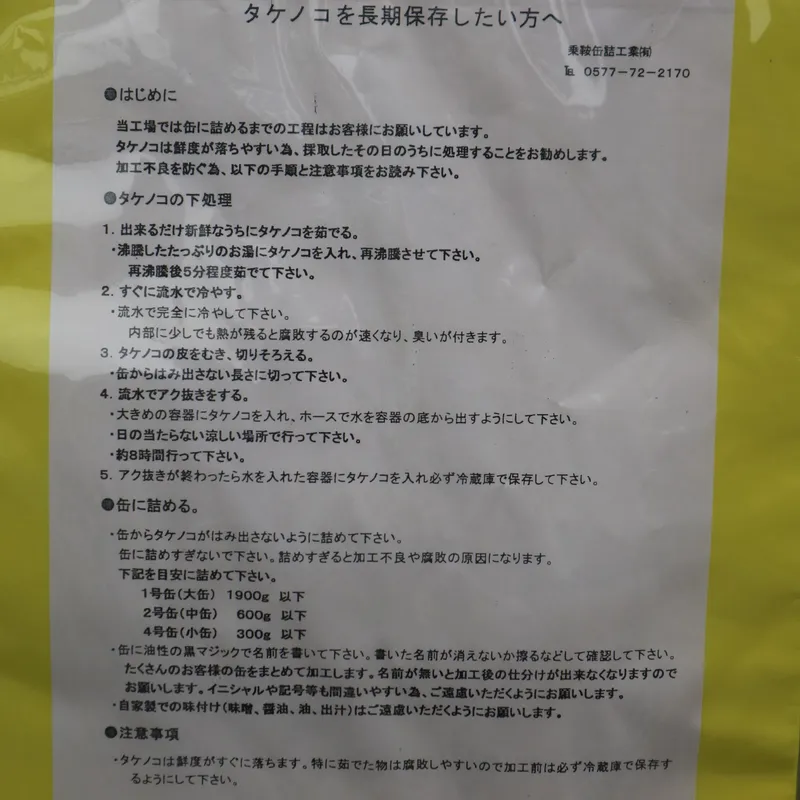 タケノコを長期保存したい方へ
乗鞍缶詰工業㈲
℡ 0577-72-2170
●はじめに
当工場では缶に詰めるまでの工程はお客様にお願いしています。
タケノコは鮮度が落ちやすい為、採取したその日のうちに処理することをお勧めします。
加工不良を防ぐ為、以下の手順と注意事項をお読み下さい。
●タケノコの下処理
1. 出来るだけ新鮮なうちにタケノコを茹でる。
・沸騰したたっぷりのお湯にタケノコを入れ、再沸騰させて下さい。
再沸騰後5分程度茹でて下さい。
2. すぐに流水で冷やす。
・流水で完全に冷やして下さい。
内部に少しでも熱が残ると腐敗するのが速くなり、臭いが付きます。
3. タケノコの皮をむき、切りそろえる。
・缶からはみ出さない長さに切って下さい。
4. 流水でアク抜きをする。
・大きめの容器にタケノコを入れ、ホースで水を容器の底から出すようにして下さい。
・日の当たらない涼しい場所で行って下さい。
・約8時間行って下さい。
5. アク抜きが終わったら水を入れた容器にタケノコを入れ必ず冷蔵庫で保存して下さい。
●缶に詰める。
・缶からタケノコがはみ出さないように詰めて下さい。
缶に詰めすぎないで下さい。詰めすぎると加工不良や腐敗の原因になります。
下記を目安に詰めて下さい。
1号缶(大缶) 1900g 以下
2号缶(中缶) 600g 以下
4号缶(小缶) 300g 以下
・缶に油性の黒マジックで名前を書いて下さい。書いた名前が消えないか擦るなどして確認して下さい。
たくさんのお客様の缶をまとめて加工します。名前が無いと加工後の仕分けが出来なくなりますので
お願いします。イニシャルや記号等も間違いやすい為、ご遠慮いただくようにお願いします。
・自家製での味付け(味噌、醤油、油、出汁)はご遠慮いただくようにお願いします。
●注意事項
・タケノコは鮮度がすぐに落ちます。特に茹でた物は腐敗しやすいので加工前は必ず冷蔵庫で保存す
るようにして下さい。